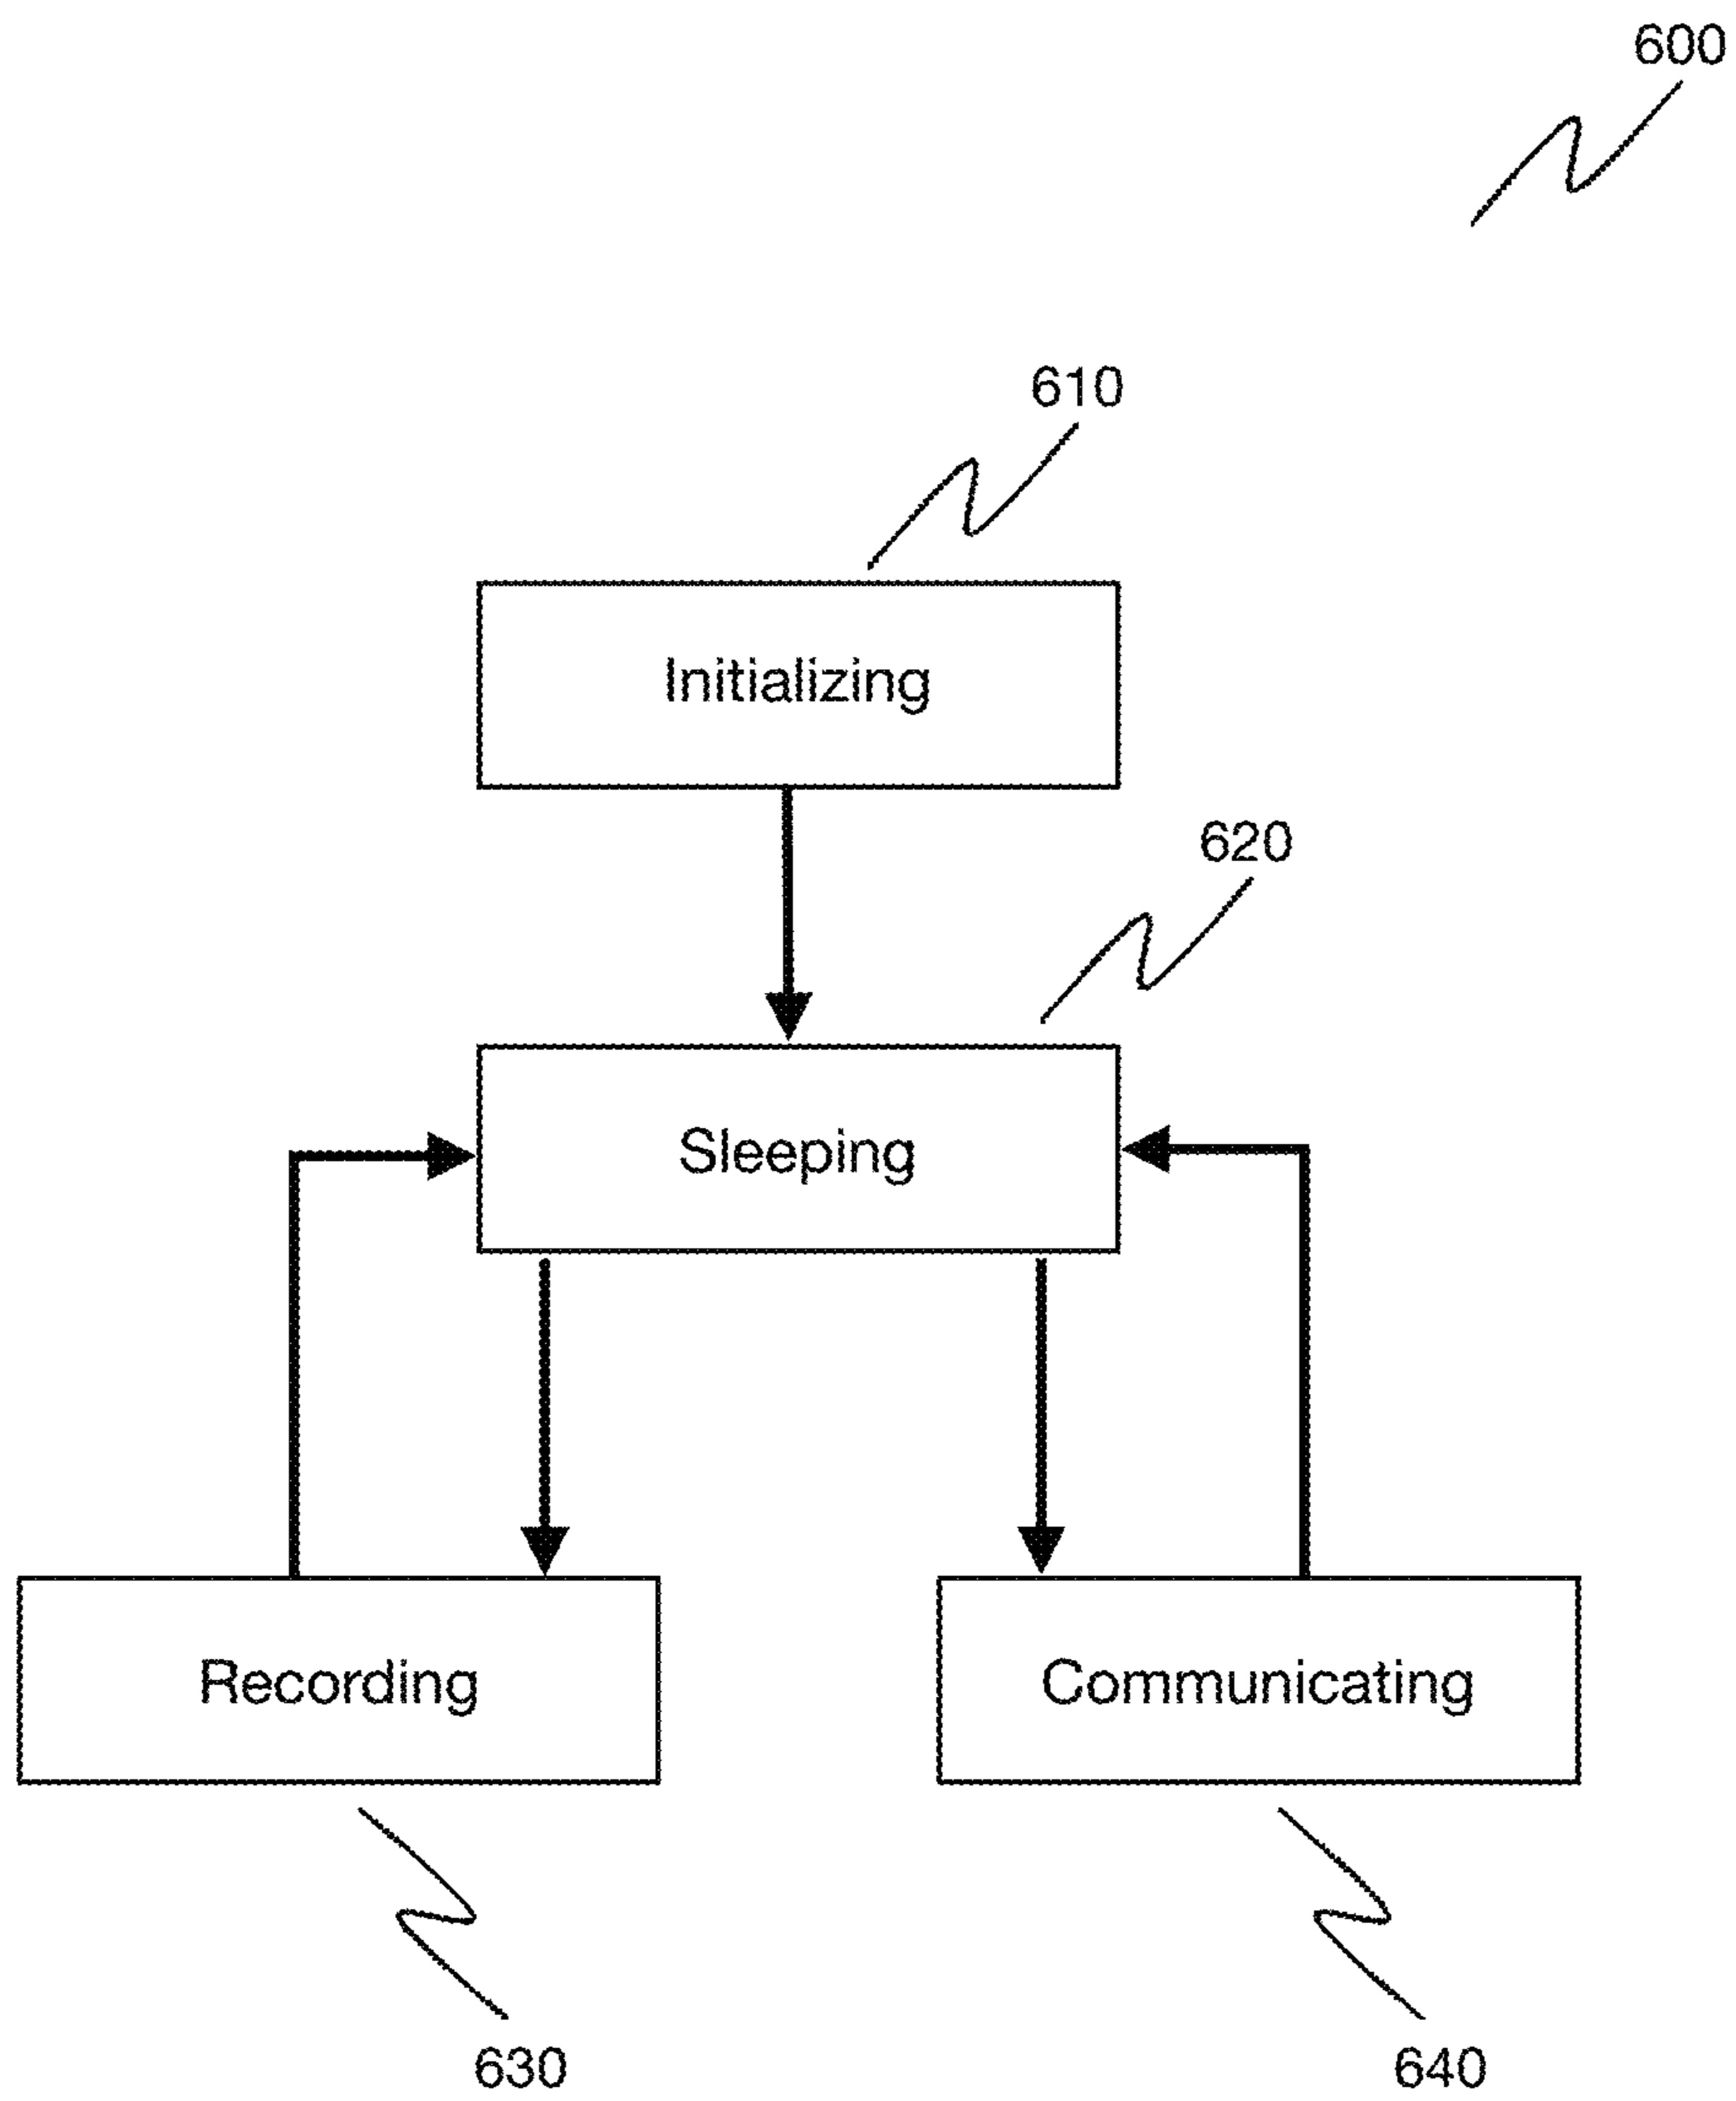 600
610
Initializing
620
Sleeping
Recording
Communicating
630
640